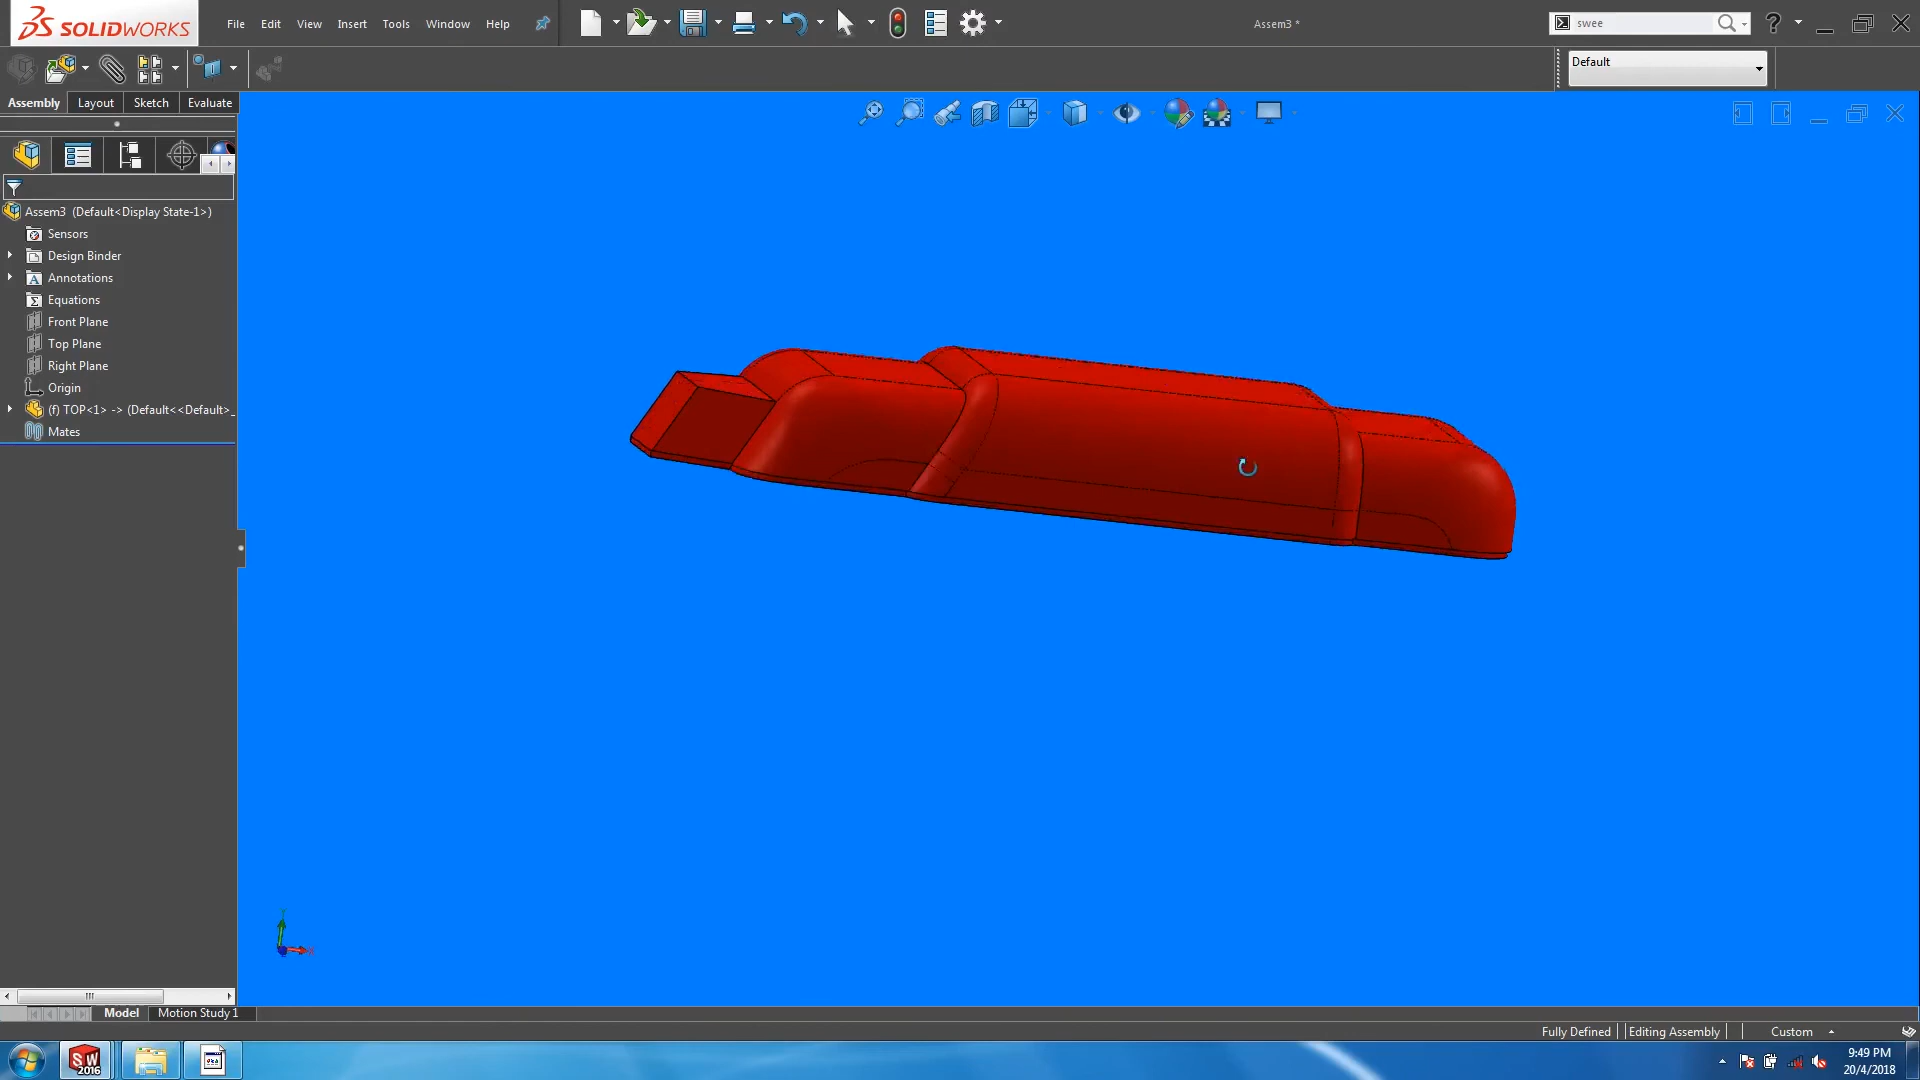 SOLIDWORKS File Edit View Insert Tools Window Help Assem3 * swee
Default
Assembly Layout Sketch Evaluate
Assem3 (Default<Display State-1>)
Sensors
Design Binder
Annotations
Equations
Front Plane
Top Plane
Right Plane
Origin
(f) TOP<1> -> (Default<<Default>_
Mates
Model Motion Study 1
Fully Defined Editing Assembly Custom
SW 2016
9:49 PM
20/4/2018